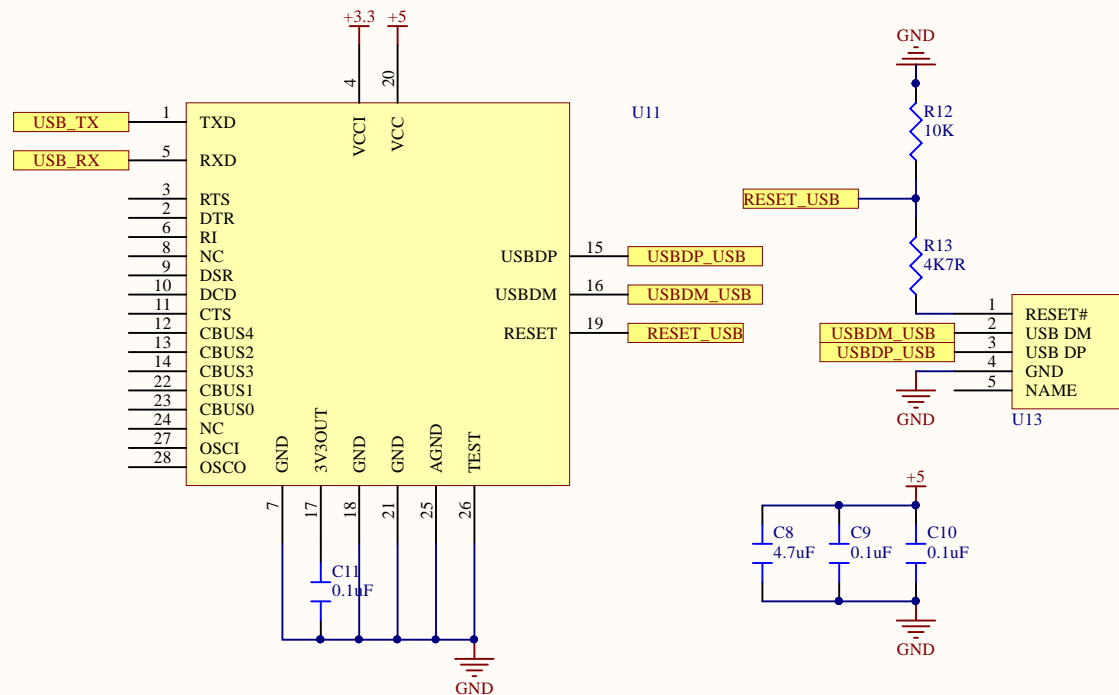 +3.3
+5
4
20
VCCI
VCC
U11
USB_TX
1
TXD
USB_RX
5
RXD
3
RTS
2
DTR
6
RI
8
NC
9
DSR
10
DCD
11
CTS
12
CBUS4
13
CBUS2
14
CBUS3
22
CBUS1
23
CBUS0
24
NC
27
OSCI
28
OSCO
USBDP
15
USBDP_USB
USBDM
16
USBDM_USB
RESET
19
RESET_USB
GND
3V3OUT
GND
GND
AGND
TEST
7
17
18
21
25
26
C11
0.1uF
GND
GND
R12
10K
RESET_USB
R13
4K7R
1
RESET#
USBDM_USB
2
USB DM
USBDP_USB
3
USB DP
4
GND
5
NAME
GND
U13
+5
C8
4.7uF
C9
0.1uF
C10
0.1uF
GND